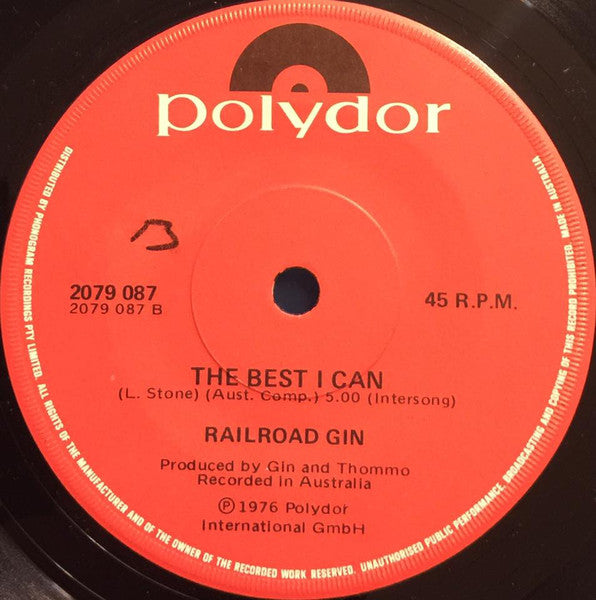 polydor
B
2079 087
2079 087 B
45 R.P.M.
THE BEST I CAN
(L. Stone) (Aust. Comp.) 5.00 (Intersong)
RAILROAD GIN
Produced by Gin and Thommo
Recorded in Australia
Ⓟ 1976 Polydor
International GmbH
DISTRIBUTED BY PHONOGRAM RECORDINGS PTY LIMITED. ALL RIGHTS OF THE MANUFACTURER AND OF THE OWNER OF THE RECORDED WORK RESERVED. UNAUTHORISED PUBLIC PERFORMANCE, BROADCASTING AND COPYING OF THIS RECORD PROHIBITED. MADE IN AUSTRALIA